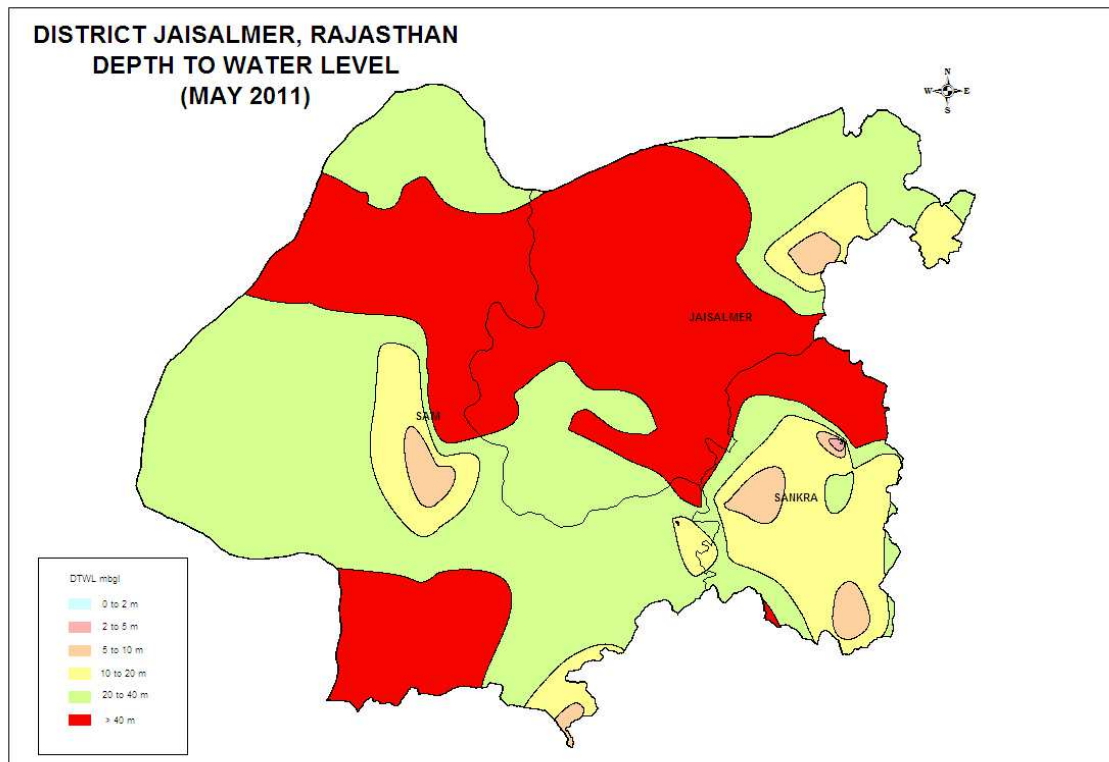 DISTRICT JAISALMER, RAJASTHAN
DEPTH TO WATER LEVEL
(MAY 2011)
N
W E
S
JAISALMER
SAM
SANKRA
DTWL mbgl
0 to 2 m
2 to 5 m
5 to 10 m
10 to 20 m
20 to 40 m
> 40 m